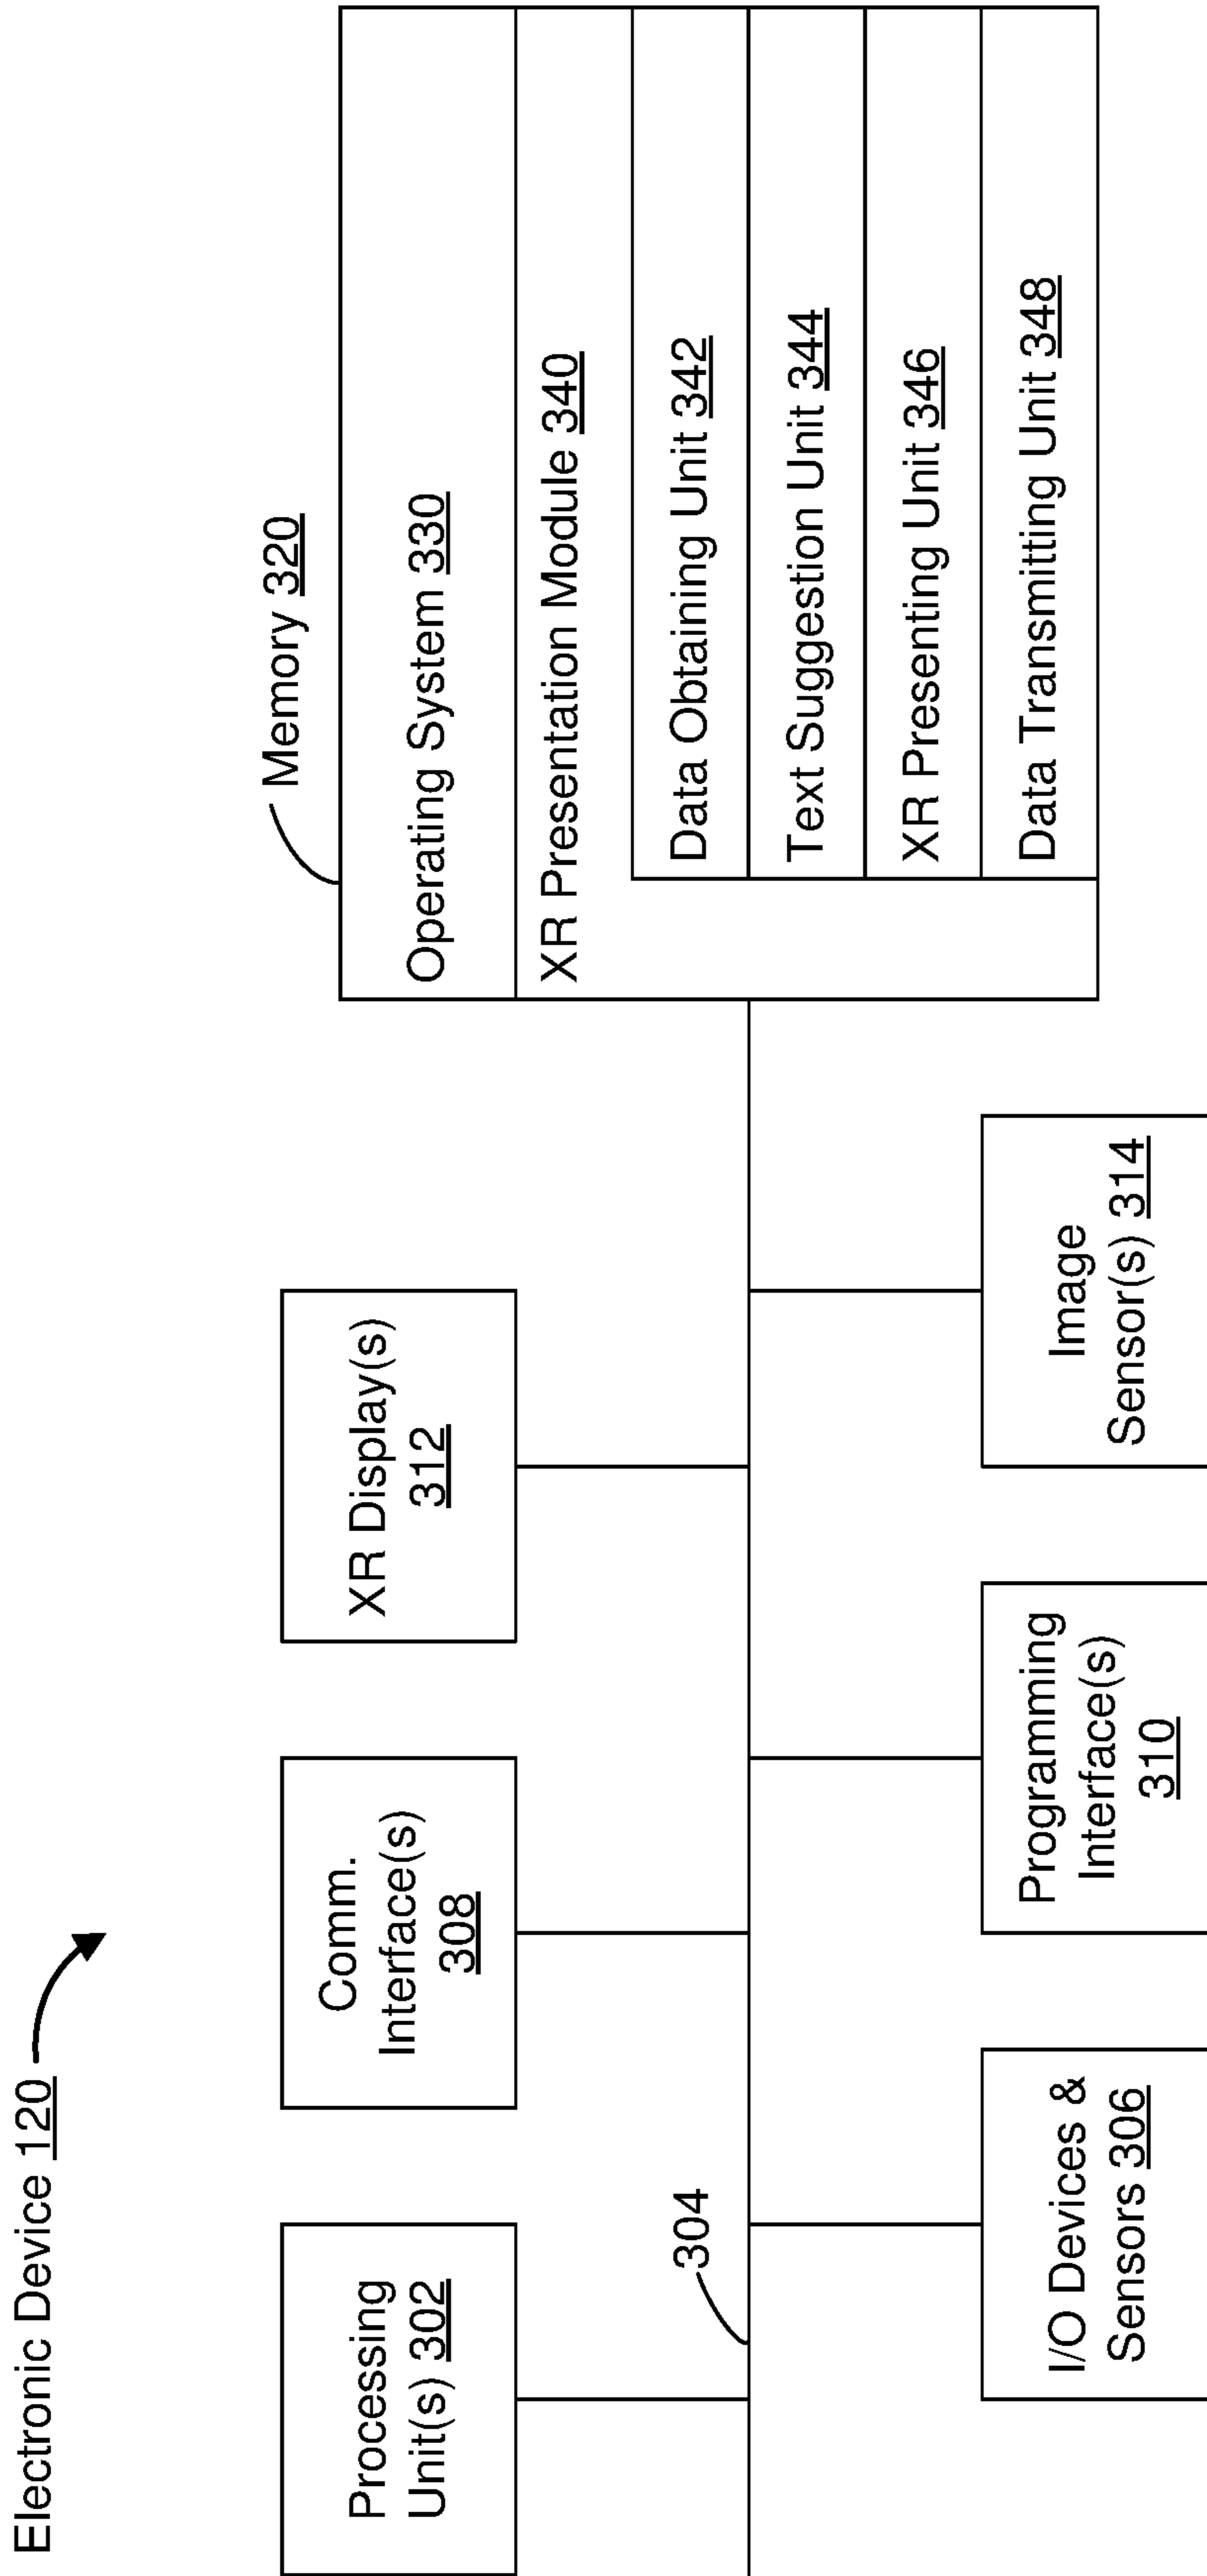 Electronic Device 120
Processing
Unit(s) 302
Comm.
Interface(s)
308
XR Display(s)
312
Memory 320
Operating System 330
XR Presentation Module 340
Data Obtaining Unit 342
Text Suggestion Unit 344
XR Presenting Unit 346
Data Transmitting Unit 348
304
I/O Devices &
Sensors 306
Programming
Interface(s)
310
Image
Sensor(s) 314